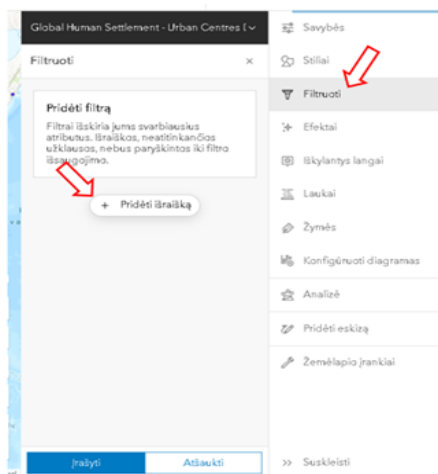 Global Human Settlement - Urban Centres [
Filtruoti
Pridėti filtrą
Filtrai išskiria jums svarbiausius
atributus. Išraiškos, neatitinkančios
užklausos, nebus paryškintos iki filtro
išsaugojimo.
+ Pridėti išraišką
Įrašyti
Atšaukti
Savybės
Stiliai
Filtruoti
Efektai
Iškylantys langai
Laukai
Žymės
Konfigūruoti diagramas
Analizė
Pridėti eskizą
Žemėlapio įrankiai
Suskleisti